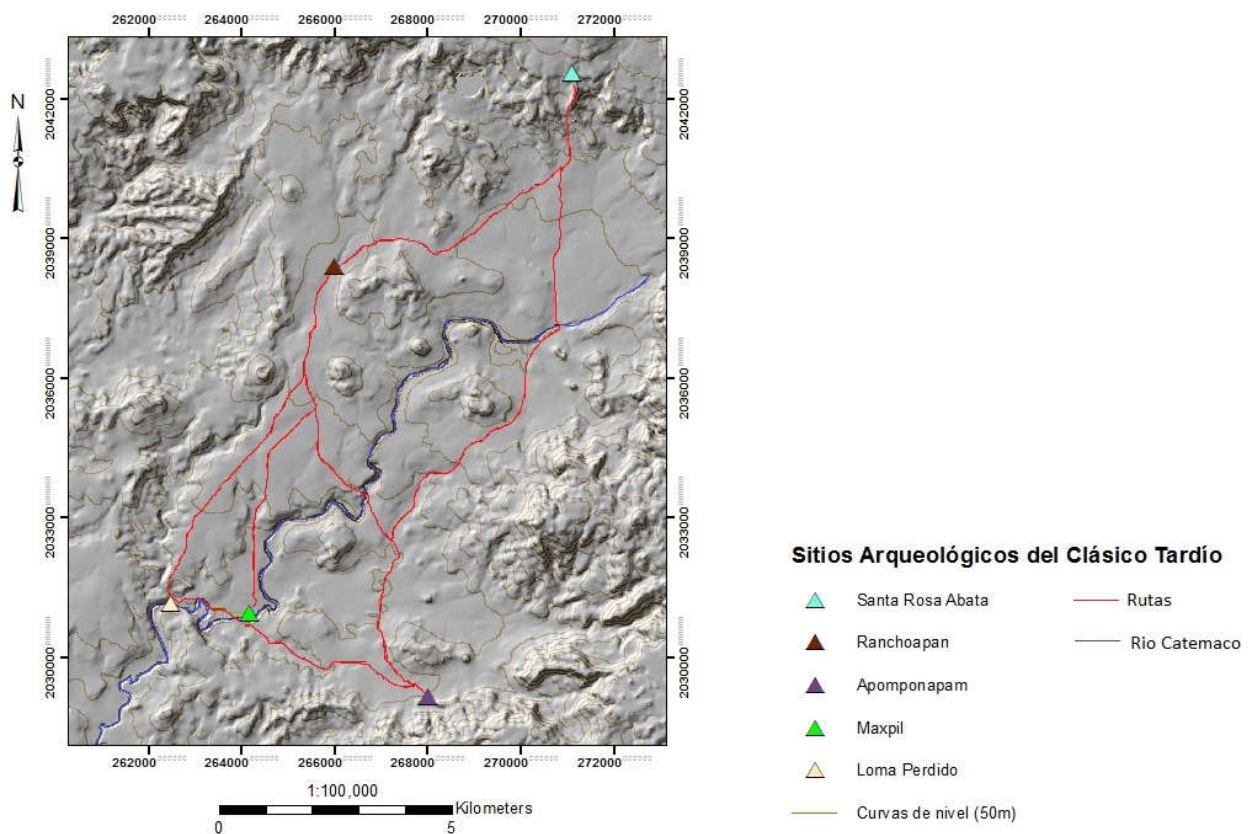 262000 264000 266000 268000 270000 272000
N
2042000 2042000
2039000 2039000
2036000 2036000
2033000 2033000
2030000 2030000
262000 264000 266000 268000 270000 272000
1:100,000
Kilometers
0 5
Sitios Arqueológicos del Clásico Tardío
Santa Rosa Abata Rutas
Ranchoapan Rio Catemaco
Apomponapam
Maxpil
Loma Perdido
Curvas de nivel (50m)